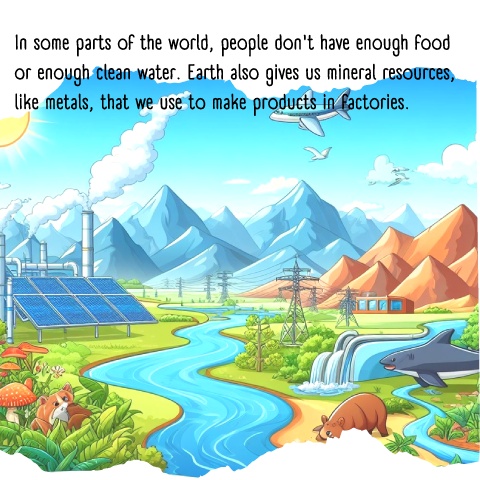 In some parts of the world, people don't have enough food
or enough clean water. Earth also gives us mineral resources,
like metals, that we use to make products in factories.